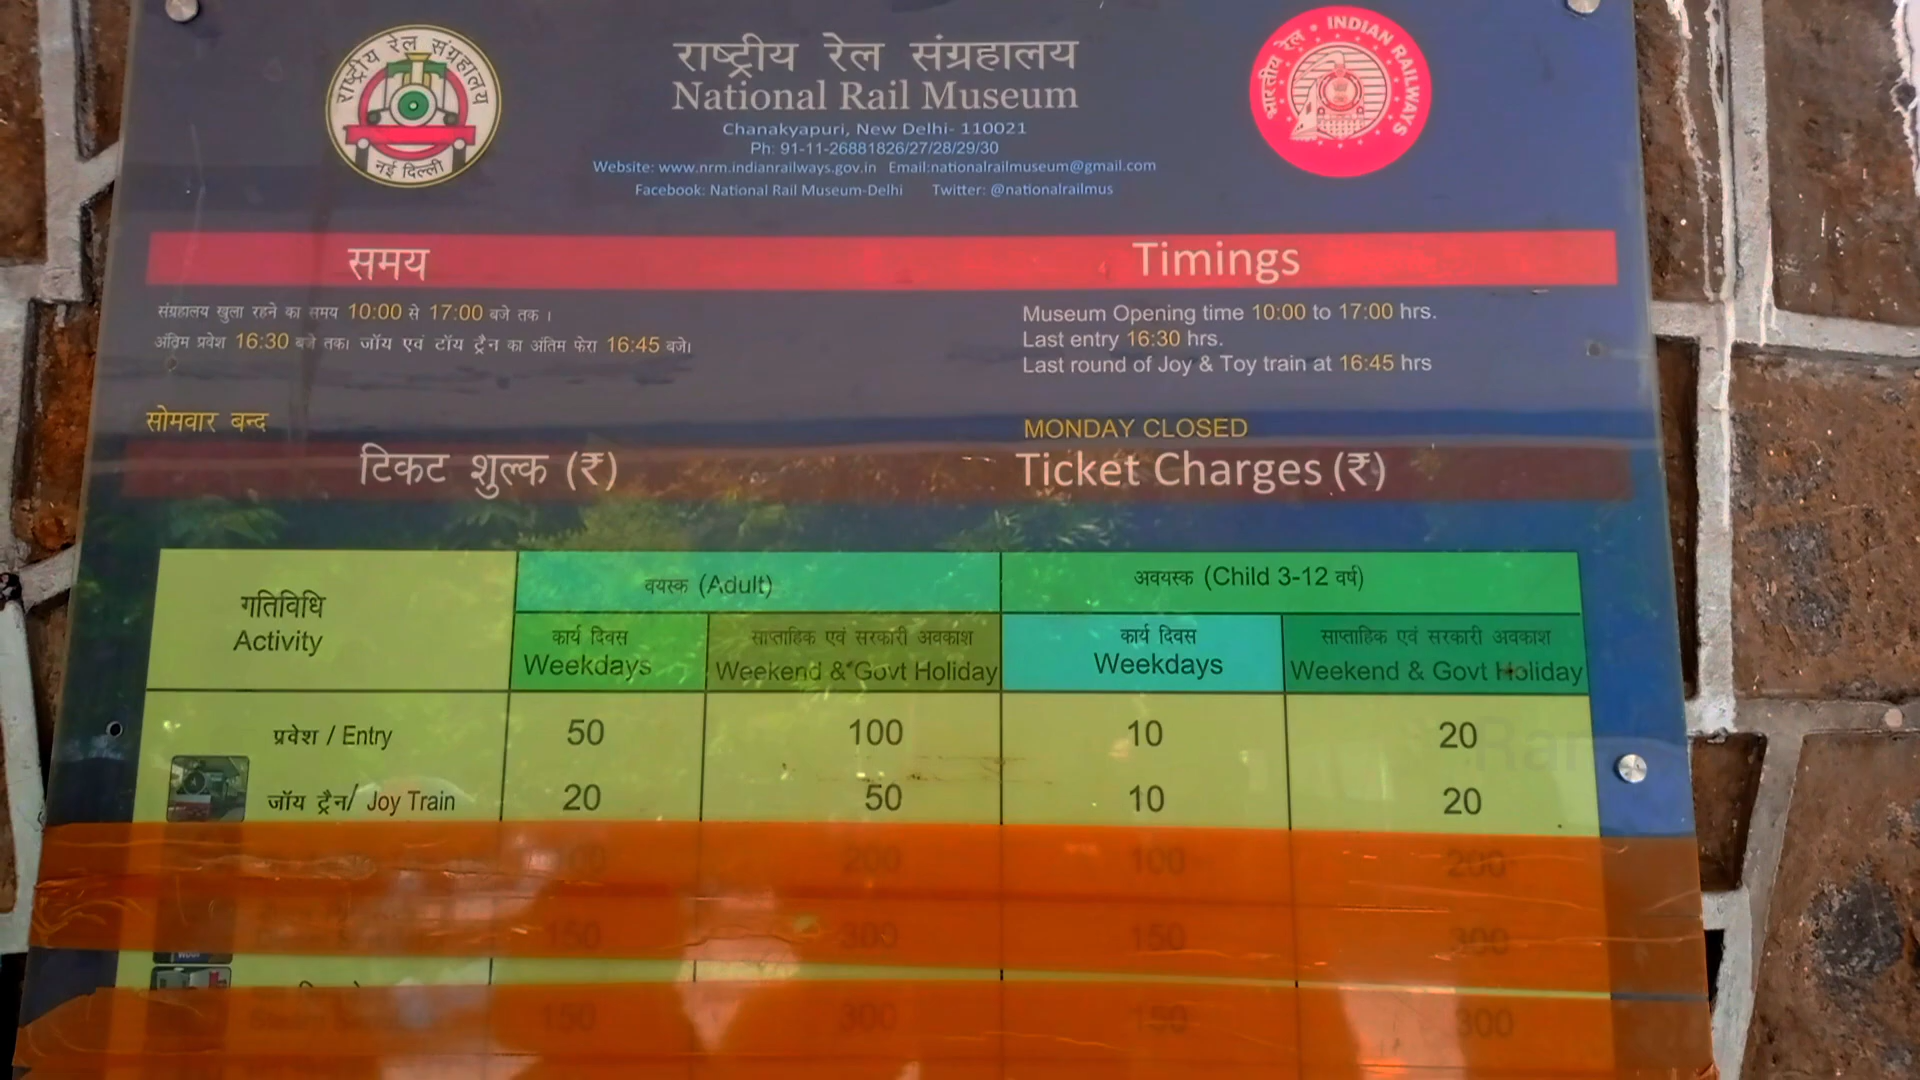 राष्ट्रीय रेल संग्रहालय
नई दिल्ली
राष्ट्रीय रेल संग्रहालय
National Rail Museum
Chanakyapuri, New Delhi- 110021
Ph: 91-11-26881826/27/28/29/30
Website: www.nrm.indianrailways.gov.in Email:nationalrailmuseum@gmail.com
Facebook: National Rail Museum-Delhi Twitter: @nationalrailmus
भारतीय रेल INDIAN RAILWAYS
समय Timings
संग्रहालय खुला रहने का समय 10:00 से 17:00 बजे तक ।
अंतिम प्रवेश 16:30 बजे तक। जॉय एवं टॉय ट्रैन का अंतिम फेरा 16:45 बजे।
Museum Opening time 10:00 to 17:00 hrs.
Last entry 16:30 hrs.
Last round of Joy & Toy train at 16:45 hrs
सोमवार बन्द MONDAY CLOSED
टिकट शुल्क (₹) Ticket Charges (₹)
गतिविधि
Activity
वयस्क (Adult) अवयस्क (Child 3-12 वर्ष)
कार्य दिवस साप्ताहिक एवं सरकारी अवकाश कार्य दिवस साप्ताहिक एवं सरकारी अवकाश
Weekdays Weekend & Govt Holiday Weekdays Weekend & Govt Holiday
प्रवेश / Entry 50 100 10 20
जॉय ट्रैन/ Joy Train 20 50 10 20
200 100 200
150 300 150 300
150 300 150 300